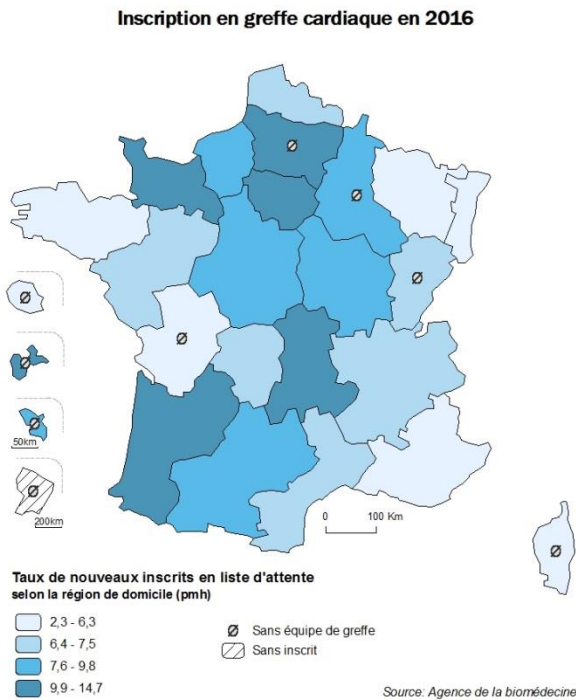 Inscription en greffe cardiaque en 2016
50km
200km
0 100 Km
Taux de nouveaux inscrits en liste d'attente
selon la région de domicile (pmh)
2,3 - 6,3
6,4 - 7,5
7,6 - 9,8
9,9 - 14,7
Sans équipe de greffe
Sans inscrit
Source: Agence de la biomédecine